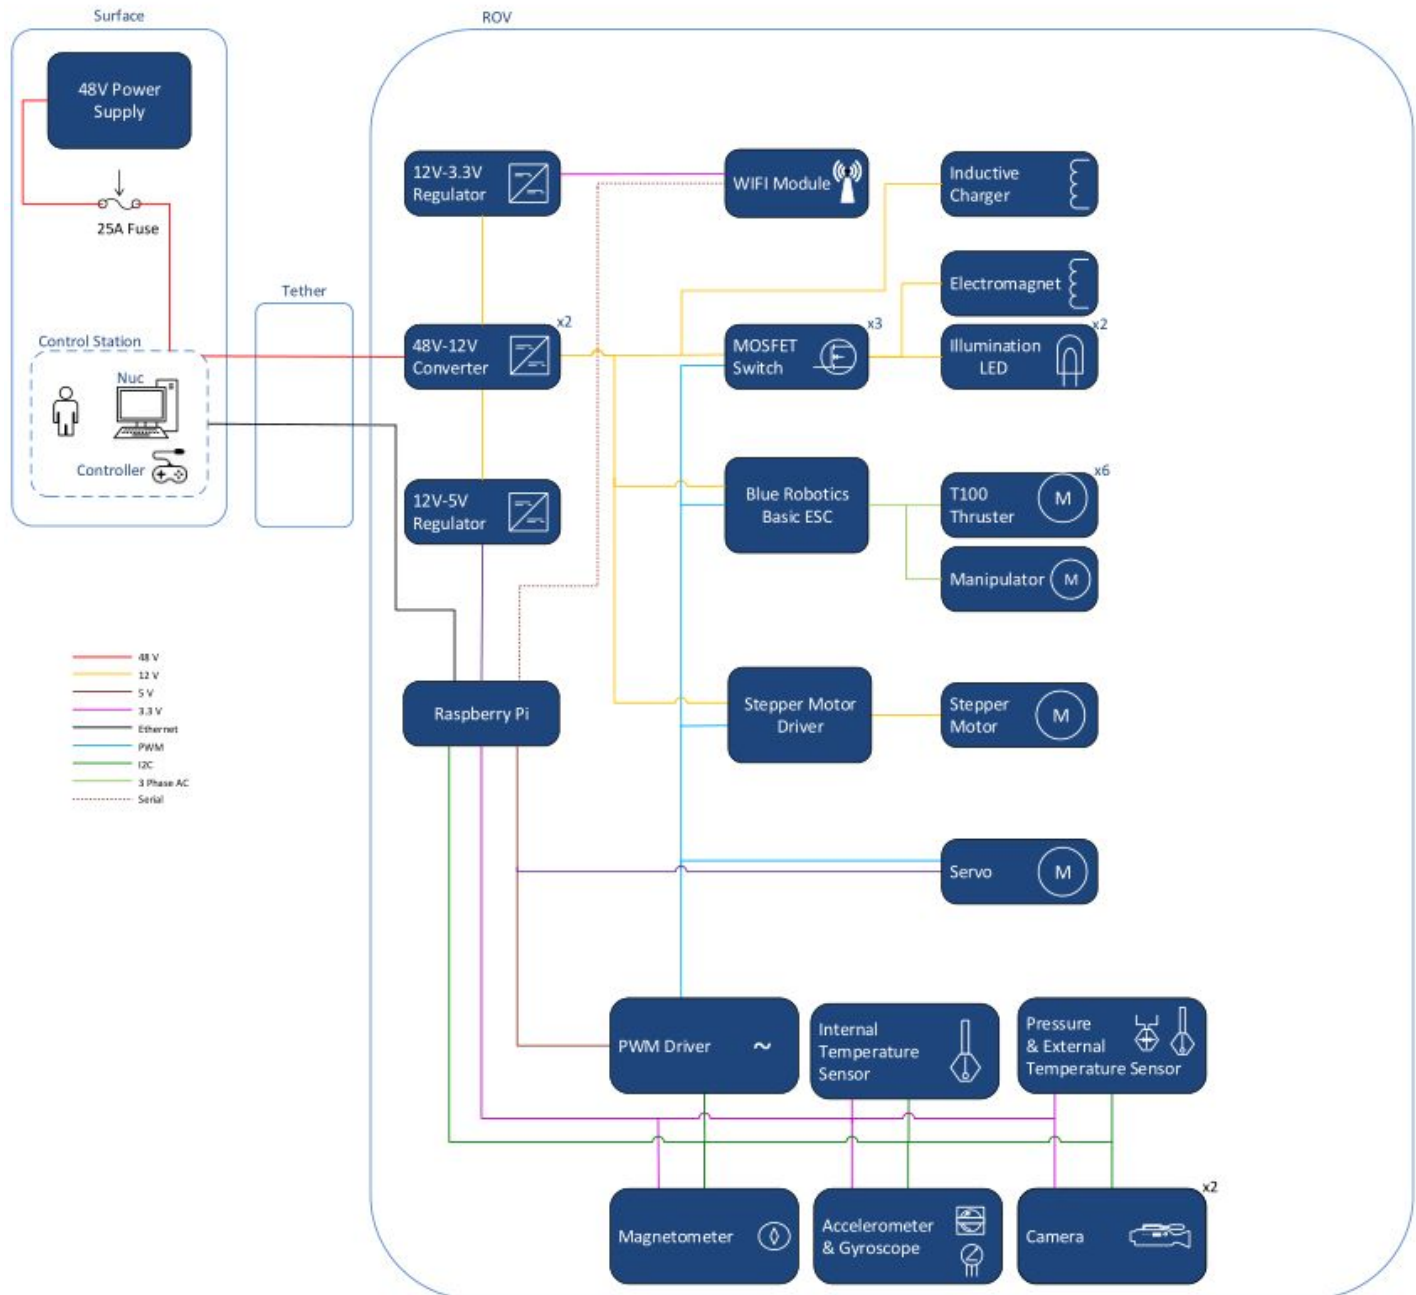 Surface
ROV
48V Power
Supply
25A Fuse
Tether
Control Station
Nuc
Controller
12V-3.3V
Regulator
WIFI Module
Inductive
Charger
Electromagnet
x2
48V-12V
Converter
x3
MOSFET
Switch
x2
Illumination
LED
12V-5V
Regulator
Blue Robotics
Basic ESC
x6
T100
Thruster
M
Manipulator
M
48 V
12 V
5 V
3.3 V
Ethernet
PWM
I2C
3 Phase AC
Serial
Raspberry Pi
Stepper Motor
Driver
Stepper
Motor
M
Servo
M
PWM Driver
~
Internal
Temperature
Sensor
Pressure
& External
Temperature Sensor
Magnetometer
Accelerometer
& Gyroscope
x2
Camera